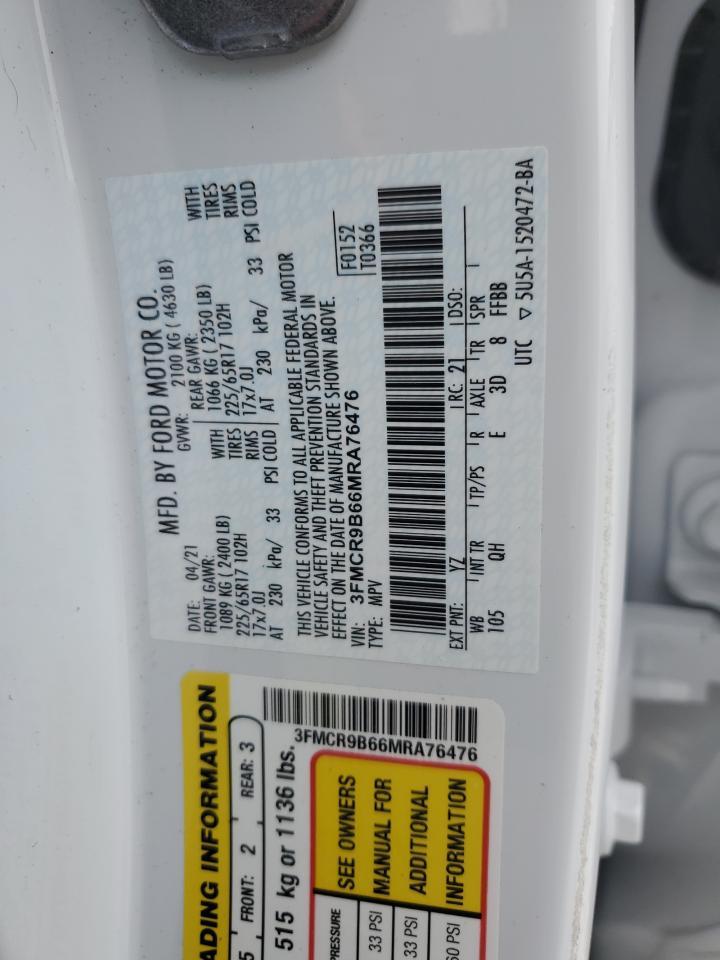 MFD. BY FORD MOTOR CO.
DATE: 04/21 GVWR: 2100 KG ( 4630 LB)
FRONT GAWR: REAR GAWR:
1089 KG ( 2400 LB) WITH 1066 KG ( 2350 LB) WITH
225/65R17 102H TIRES 225/65R17 102H TIRES
17x7.0J RIMS 17x7.0J RIMS
AT 230 kPa/ 33 PSI COLD AT 230 kPa/ 33 PSI COLD
THIS VEHICLE CONFORMS TO ALL APPLICABLE FEDERAL MOTOR
VEHICLE SAFETY AND THEFT PREVENTION STANDARDS IN
EFFECT ON THE DATE OF MANUFACTURE SHOWN ABOVE.
VIN: 3FMCR9B66MRA76476 F0152
TYPE: MPV T0366
EXT PNT: YZ RC: 21 DSO:
WB INT TR TP/PS R AXLE TR SPR
105 QH E 3D 8 FFBB
UTC ▽ 5U5A-1520472-BA
ADING INFORMATION
5 FRONT: 2 REAR: 3
515 kg or 1136 lbs.
3FMCR9B66MRA76476
PRESSURE SEE OWNERS
33 PSI MANUAL FOR
33 PSI ADDITIONAL
60 PSI INFORMATION